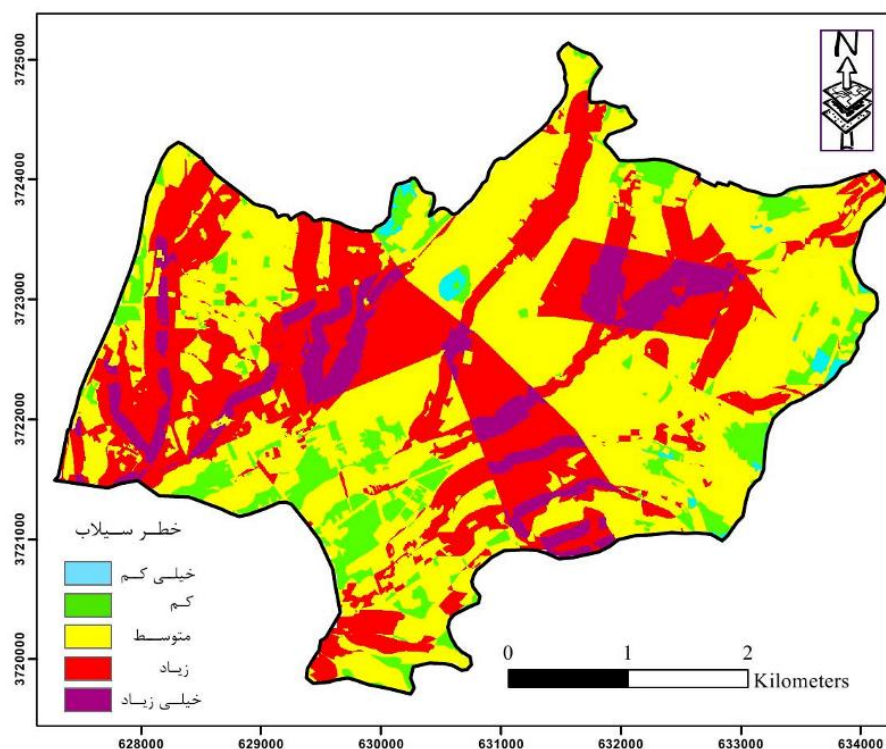 N
3725000
3724000
3723000
3722000
3721000
3720000
خطر سیلاب
خیلی کم
کم
متوسط
زیاد
خیلی زیاد
0 1 2
Kilometers
628000 629000 630000 631000 632000 633000 634000